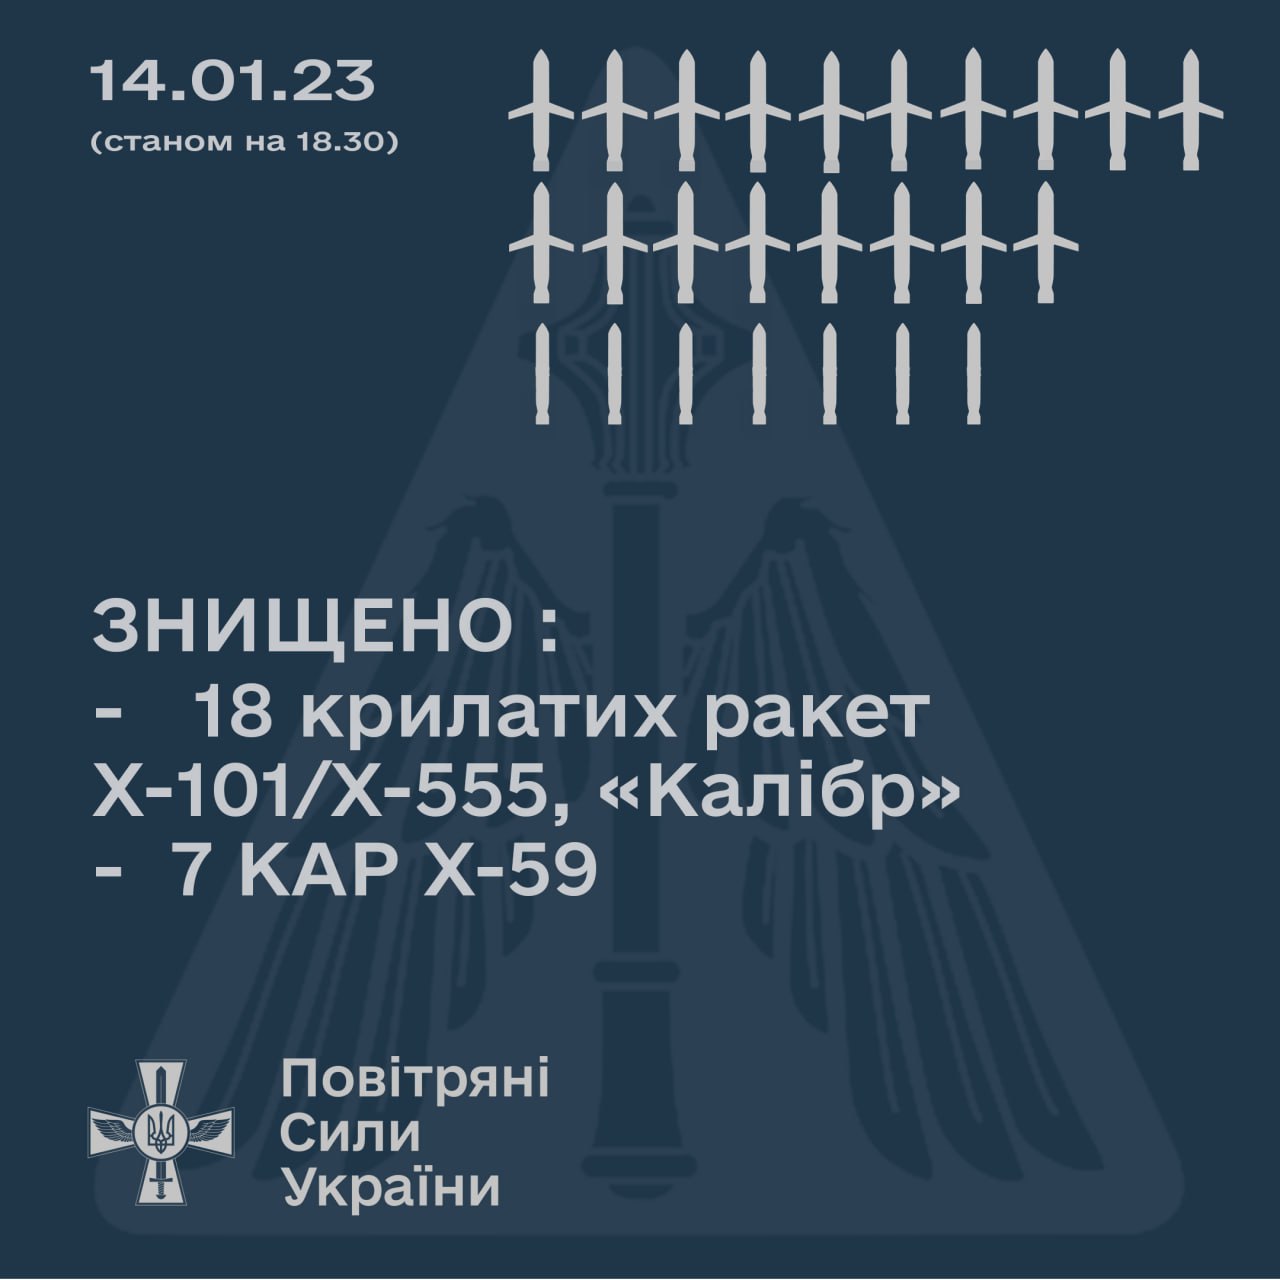 14.01.23
(станом на 18.30)
ЗНИЩЕНО :
- 18 крилатих ракет
Х-101/Х-555, «Калібр»
- 7 КАР Х-59
Повітряні
Сили
України